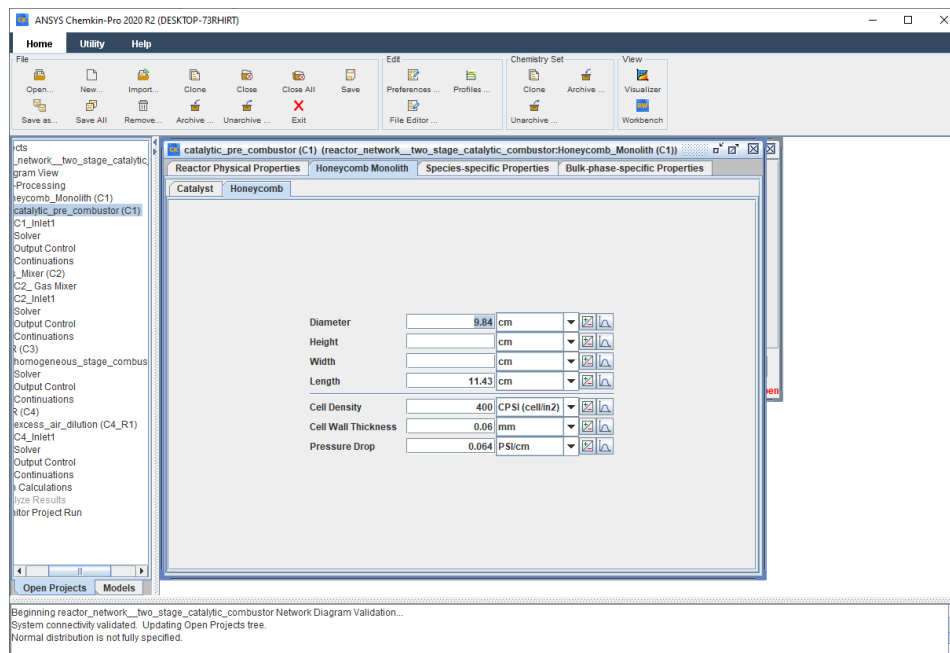 ANSYS Chemkin-Pro 2020 R2 (DESKTOP-73RHIRT)
Home Utility Help
File Edit Chemistry Set View
Open... New... Import... Clone Close Close All Save Preferences ... Profiles ... Clone Archive ... Visualizer
Save as... Save All Remove... Archive ... Unarchive ... Exit File Editor ... Unarchive ... Workbench
cts
_network__two_stage_catalytic_
gram View
-Processing
neycomb_Monolith (C1)
catalytic_pre_combustor (C1)
C1_Inlet1
Solver
Output Control
Continuations
s_Mixer (C2)
C2_ Gas Mixer
C2_Inlet1
Solver
Output Control
Continuations
R (C3)
homogeneous_stage_combus
Solver
Output Control
Continuations
R (C4)
excess_air_dilution (C4_R1)
C4_Inlet1
Solver
Output Control
Continuations
n Calculations
lyze Results
nitor Project Run
Open Projects Models
catalytic_pre_combustor (C1) (reactor_network__two_stage_catalytic_combustor:Honeycomb_Monolith (C1))
Reactor Physical Properties Honeycomb Monolith Species-specific Properties Bulk-phase-specific Properties
Catalyst Honeycomb
Diameter 9.84 cm
Height cm
Width cm
Length 11.43 cm
Cell Density 400 CPSI (cell/in2)
Cell Wall Thickness 0.06 mm
Pressure Drop 0.064 PSI/cm
pen
Beginning reactor_network__two_stage_catalytic_combustor Network Diagram Validation...
System connectivity validated. Updating Open Projects tree.
Normal distribution is not fully specified.